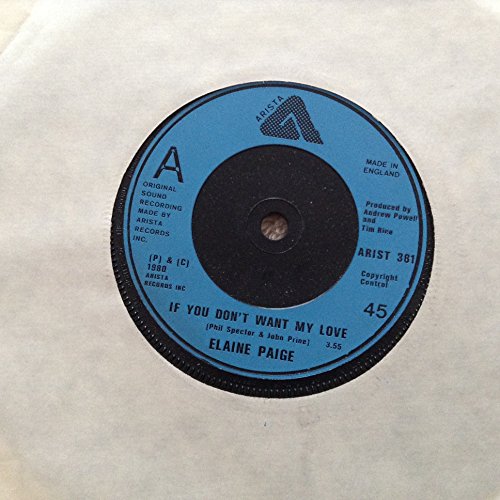 ARISTA
A
MADE IN
ENGLAND
ORIGINAL
SOUND
RECORDING
MADE BY
ARISTA
RECORDS
INC.
Produced by
Andrew Powell
and
Tim Rice
ARIST 361
(P) & (C)
1980
ARISTA
RECORDS INC
Copyright
Control
45
IF YOU DON'T WANT MY LOVE
(Phil Spector & John Prine) 3.55
ELAINE PAIGE